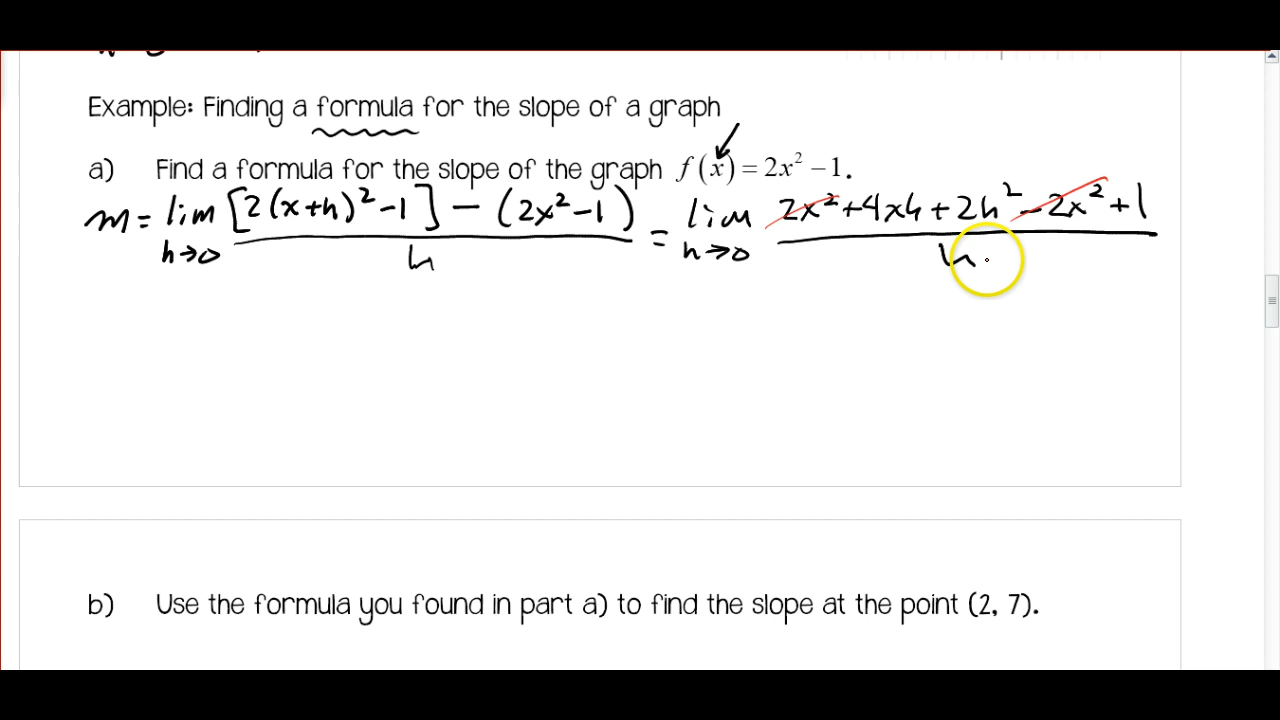 Example: Finding a formula for the slope of a graph
a) Find a formula for the slope of the graph f(x) = 2x² – 1.
m = lim h→0 [2(x+h)² – 1] – (2x² – 1) / h = lim h→0 2x² + 4xh + 2h² – 2x² + 1 / h
b) Use the formula you found in part a) to find the slope at the point (2, 7).